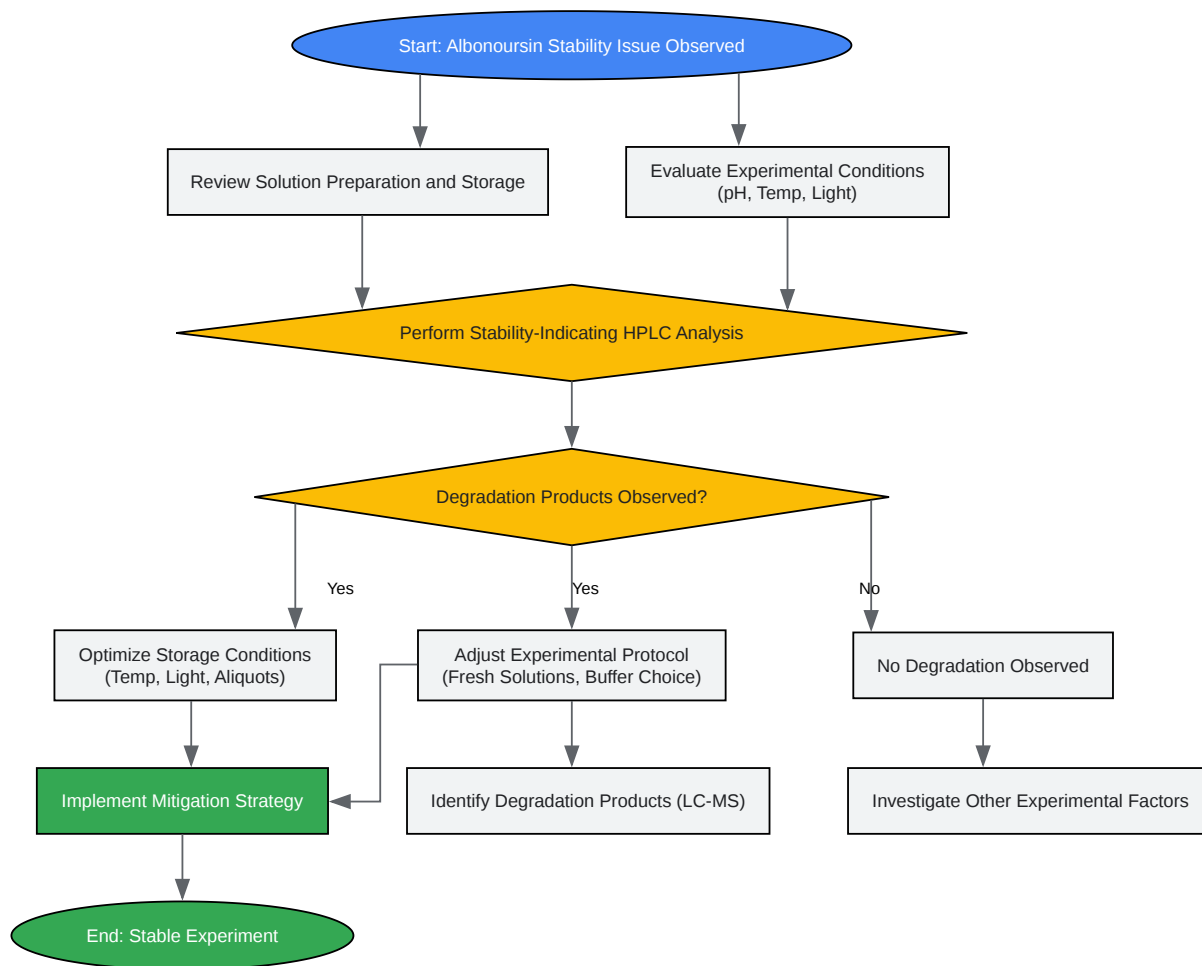 Start: Albonoursin Stability Issue Observed
Review Solution Preparation and Storage
Evaluate Experimental Conditions
(pH, Temp, Light)
Perform Stability-Indicating HPLC Analysis
Degradation Products Observed?
Yes
Yes
No
Optimize Storage Conditions
(Temp, Light, Aliquots)
Adjust Experimental Protocol
(Fresh Solutions, Buffer Choice)
No Degradation Observed
Implement Mitigation Strategy
Identify Degradation Products (LC-MS)
Investigate Other Experimental Factors
End: Stable Experiment